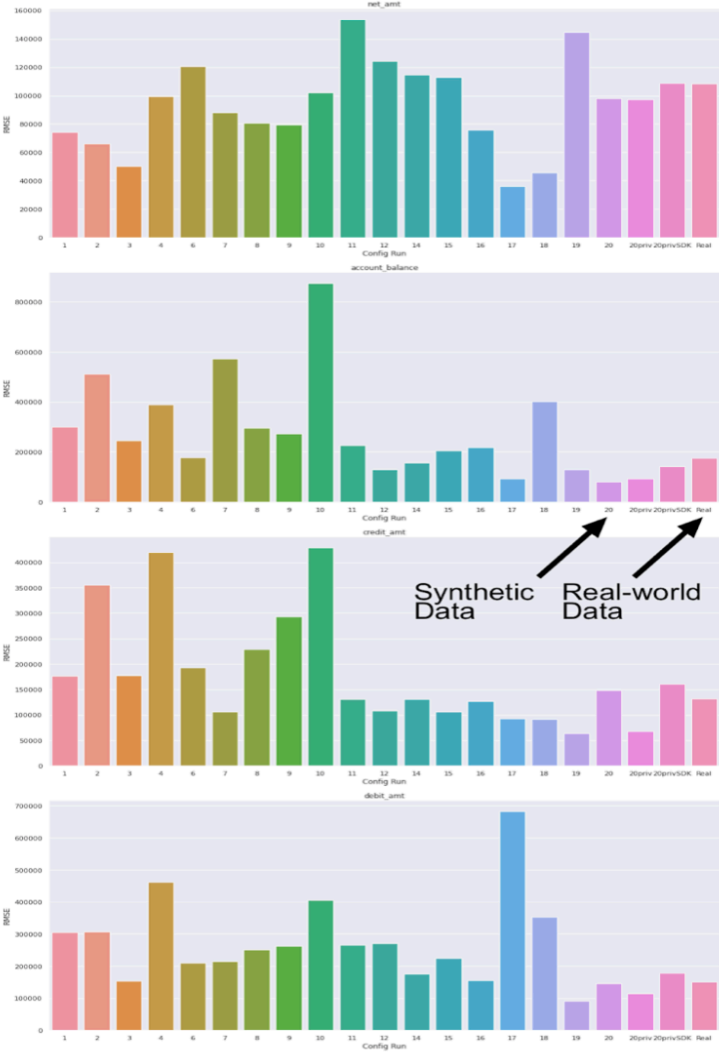 net_amt
160000
140000
120000
100000
80000
60000
40000
20000
0
RMSE
1 2 3 4 6 7 8 9 10 11 12 14 15 16 17 18 19 20 20priv 20privSDK Real
Config Run
account_balance
800000
600000
400000
200000
0
RMSE
1 2 3 4 6 7 8 9 10 11 12 14 15 16 17 18 19 20 20priv 20privSDK Real
Config Run
Synthetic Data
Real-world Data
credit_amt
400000
350000
300000
250000
200000
150000
100000
50000
0
RMSE
1 2 3 4 6 7 8 9 10 11 12 14 15 16 17 18 19 20 20priv 20privSDK Real
Config Run
debit_amt
700000
600000
500000
400000
300000
200000
100000
0
RMSE
1 2 3 4 6 7 8 9 10 11 12 14 15 16 17 18 19 20 20priv 20privSDK Real
Config Run